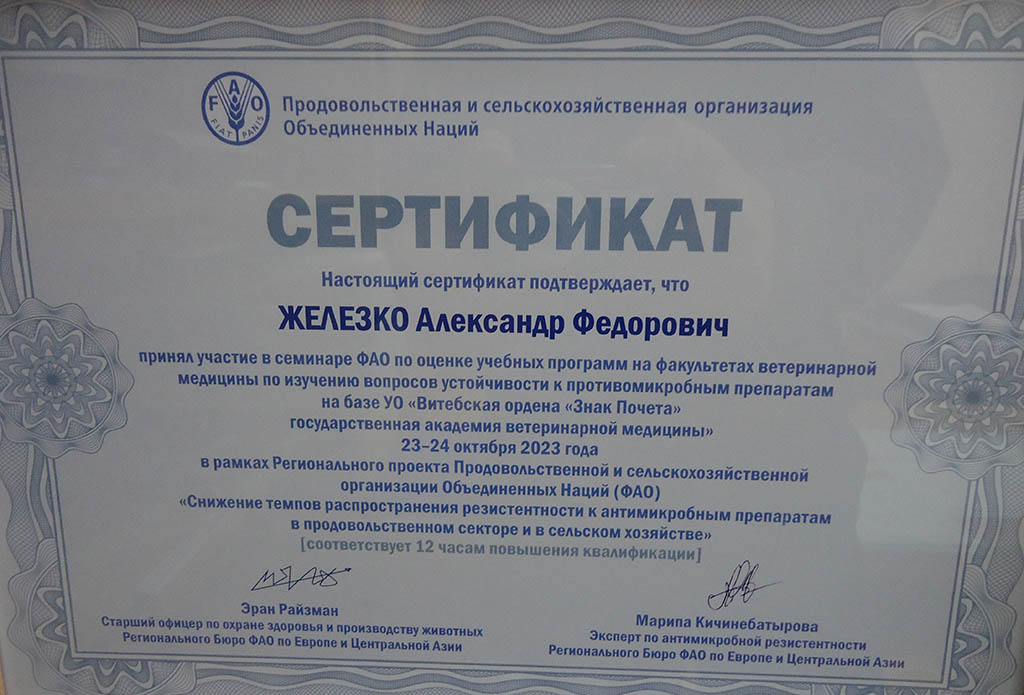 FAO
FIAT PANIS
Продовольственная и сельскохозяйственная организация
Объединенных Наций
СЕРТИФИКАТ
Настоящий сертификат подтверждает, что
ЖЕЛЕЗКО Александр Федорович
принял участие в семинаре ФАО по оценке учебных программ на факультетах ветеринарной
медицины по изучению вопросов устойчивости к противомикробным препаратам
на базе УО «Витебская ордена «Знак Почета»
государственная академия ветеринарной медицины»
23–24 октября 2023 года
в рамках Регионального проекта Продовольственной и сельскохозяйственной
организации Объединенных Наций (ФАО)
«Снижение темпов распространения резистентности к антимикробным препаратам
в продовольственном секторе и в сельском хозяйстве»
[соответствует 12 часам повышения квалификации]
Эран Райзман
Старший офицер по охране здоровья и производству животных
Регионального Бюро ФАО по Европе и Центральной Азии
Марипа Кичинебатырова
Эксперт по антимикробной резистентности
Регионального Бюро ФАО по Европе и Центральной Азии